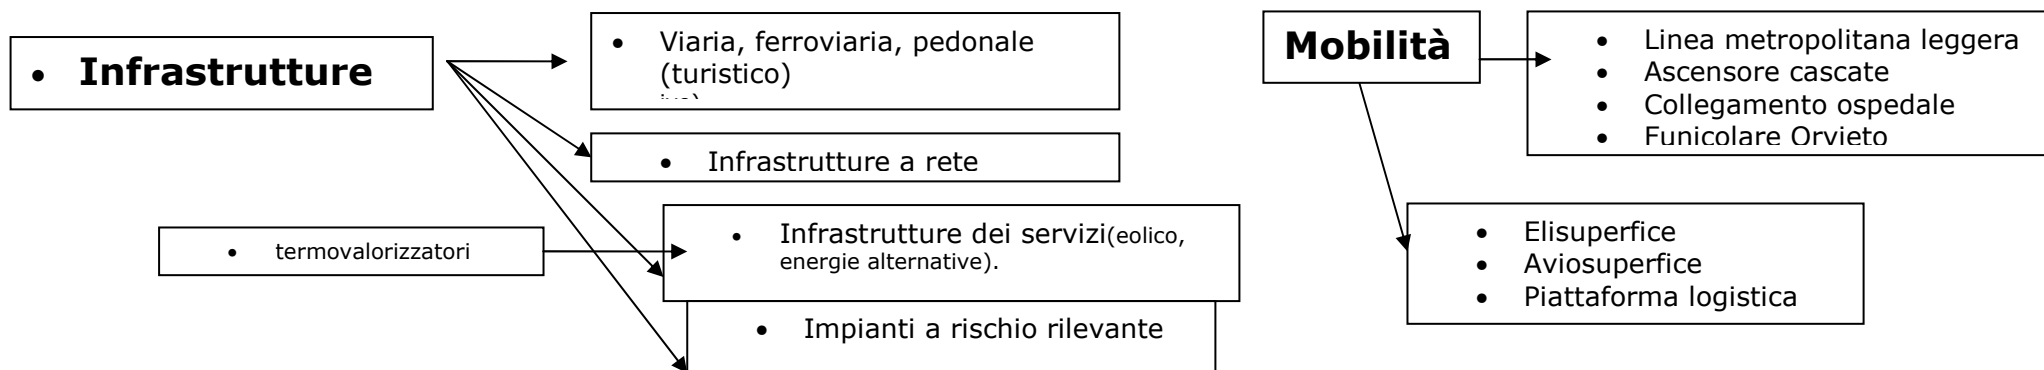 • Infrastrutture
• Viaria, ferroviaria, pedonale
(turistico)
• Infrastrutture a rete
• termovalorizzatori
• Infrastrutture dei servizi(eolico,
energie alternative).
• Impianti a rischio rilevante
Mobilità
• Linea metropolitana leggera
• Ascensore cascate
• Collegamento ospedale
• Funicolare Orvieto
• Elisuperfice
• Aviosuperfice
• Piattaforma logistica